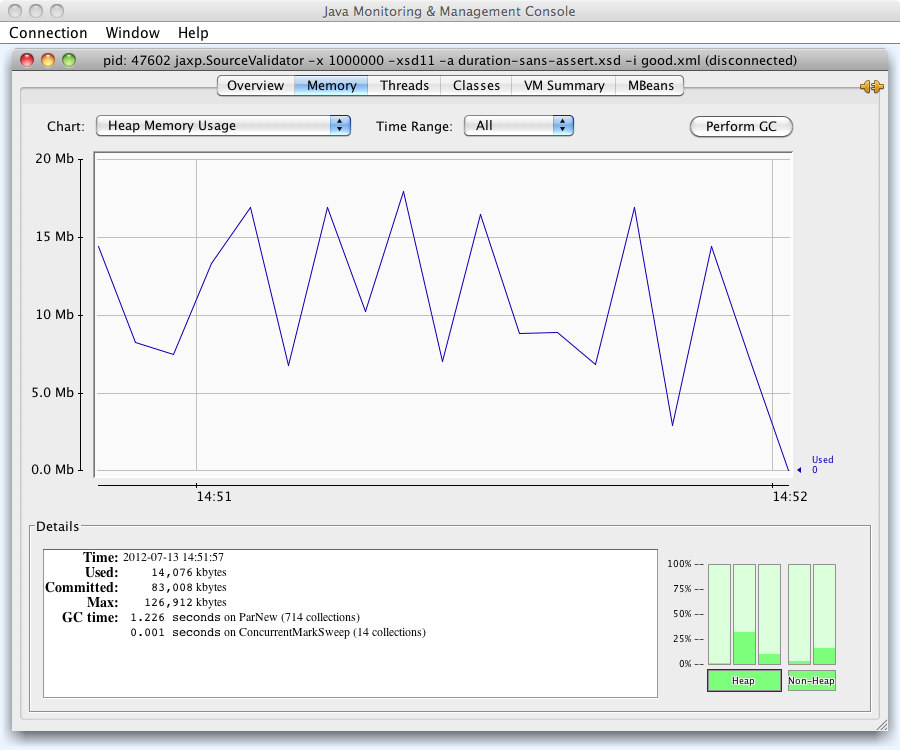 Java Monitoring & Management Console
Connection Window Help
pid: 47602 jaxp.SourceValidator -x 1000000 -xsd11 -a duration-sans-assert.xsd -i good.xml (disconnected)
Overview Memory Threads Classes VM Summary MBeans
Chart: Heap Memory Usage Time Range: All Perform GC
20 Mb
15 Mb
10 Mb
5.0 Mb
0.0 Mb
Used
0
14:51 14:52
Details
Time: 2012-07-13 14:51:57
Used: 14,076 kbytes
Committed: 83,008 kbytes
Max: 126,912 kbytes
GC time: 1.226 seconds on ParNew (714 collections)
0.001 seconds on ConcurrentMarkSweep (14 collections)
100% --
75% --
50% --
25% --
0% --
Heap Non-Heap